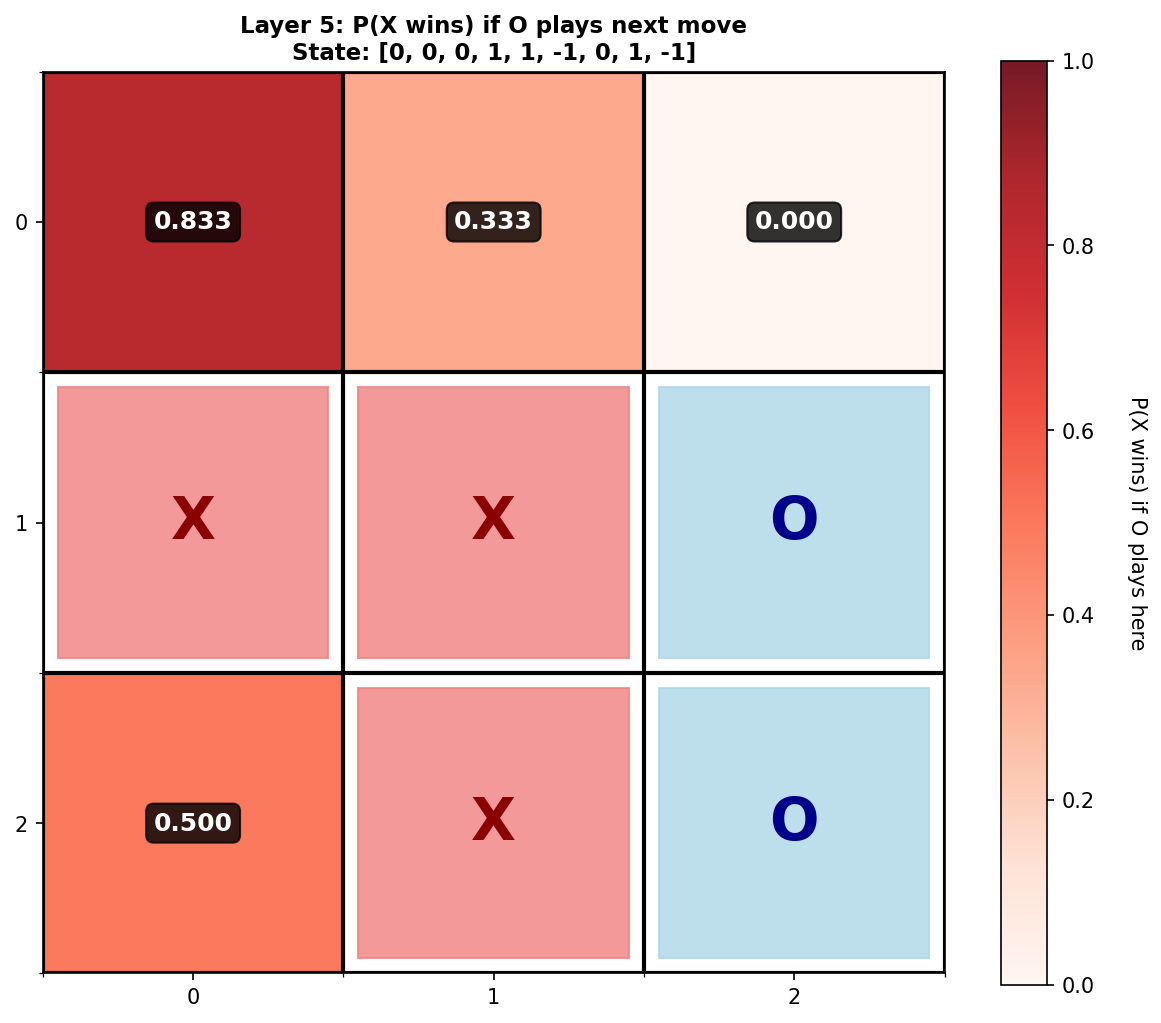 Layer 5: P(X wins) if O plays next move
State: [0, 0, 0, 1, 1, -1, 0, 1, -1]
0
0.833
0.333
0.000
1
X
X
O
2
0.500
X
O
0
1
2
1.0
0.8
0.6
0.4
0.2
0.0
P(X wins) if O plays here